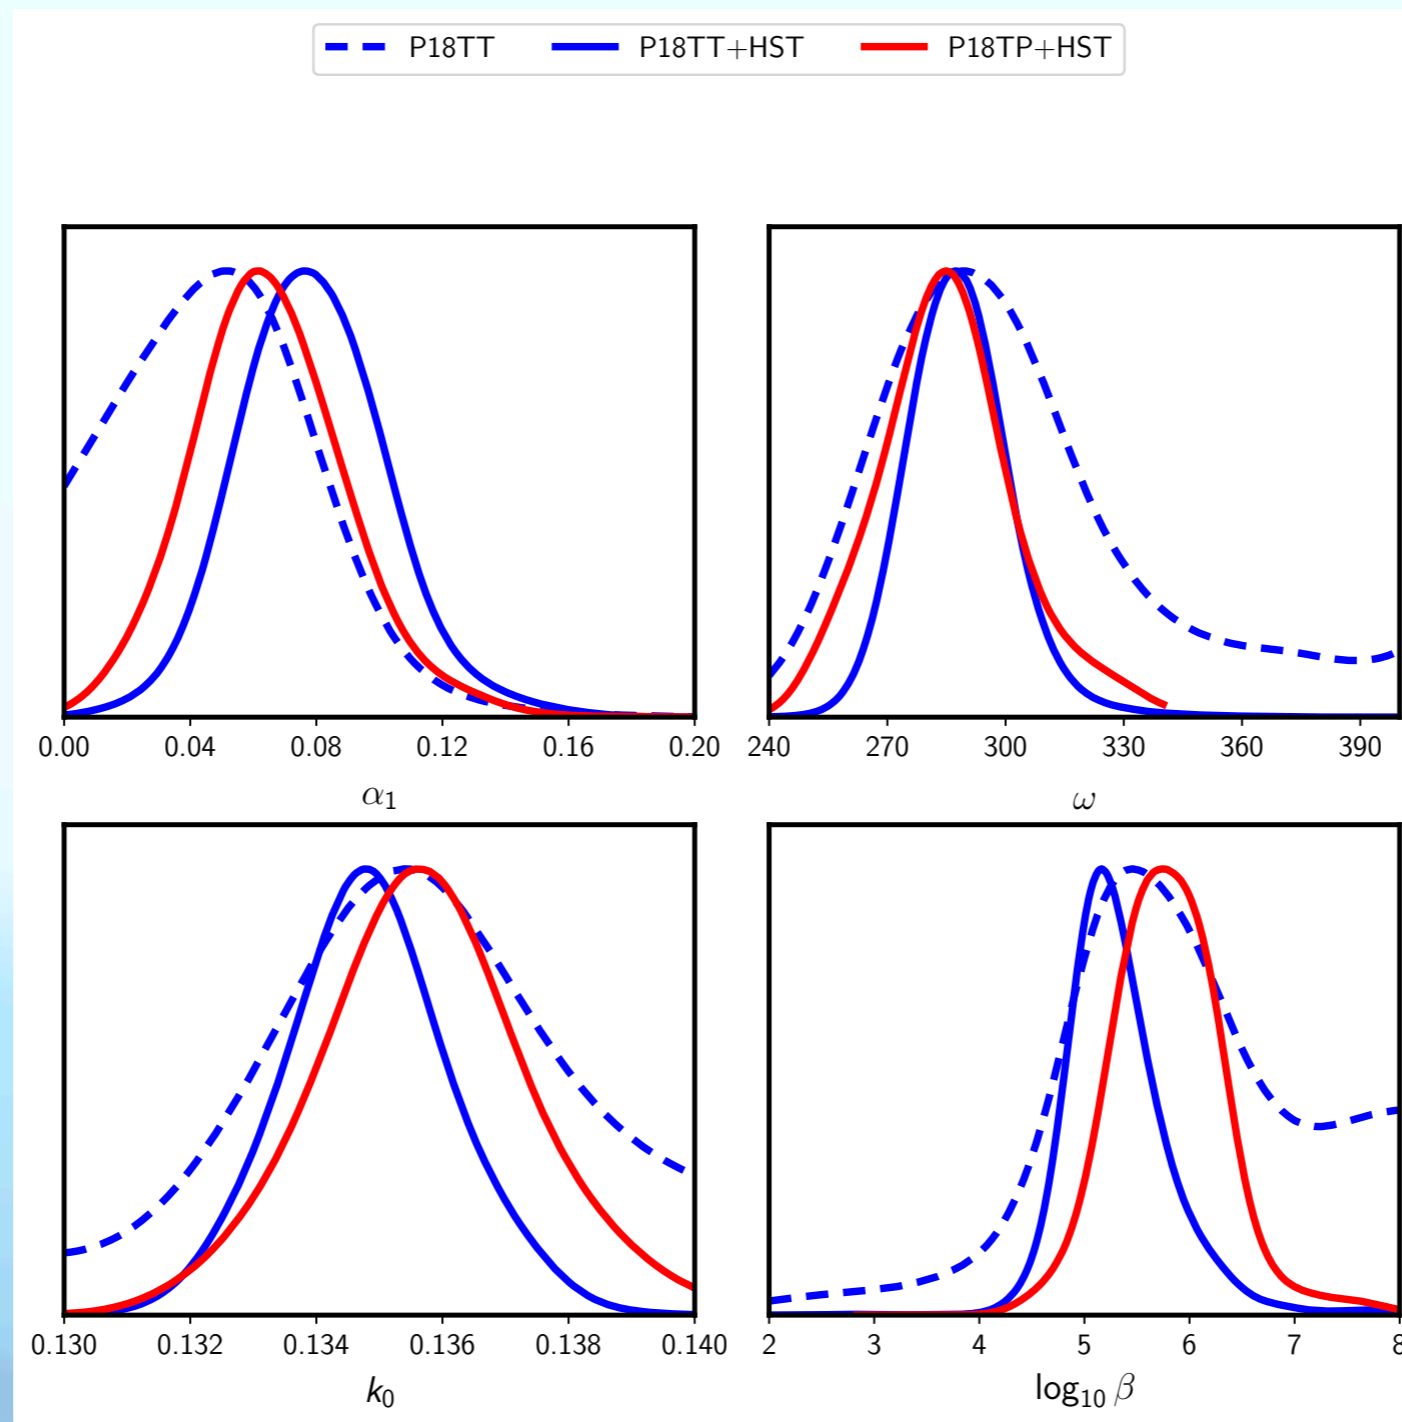 P18TT P18TT+HST P18TP+HST
0.00 0.04 0.08 0.12 0.16 0.20
α₁
240 270 300 330 360 390
ω
0.130 0.132 0.134 0.136 0.138 0.140
k₀
2 3 4 5 6 7 8
log₁₀ β